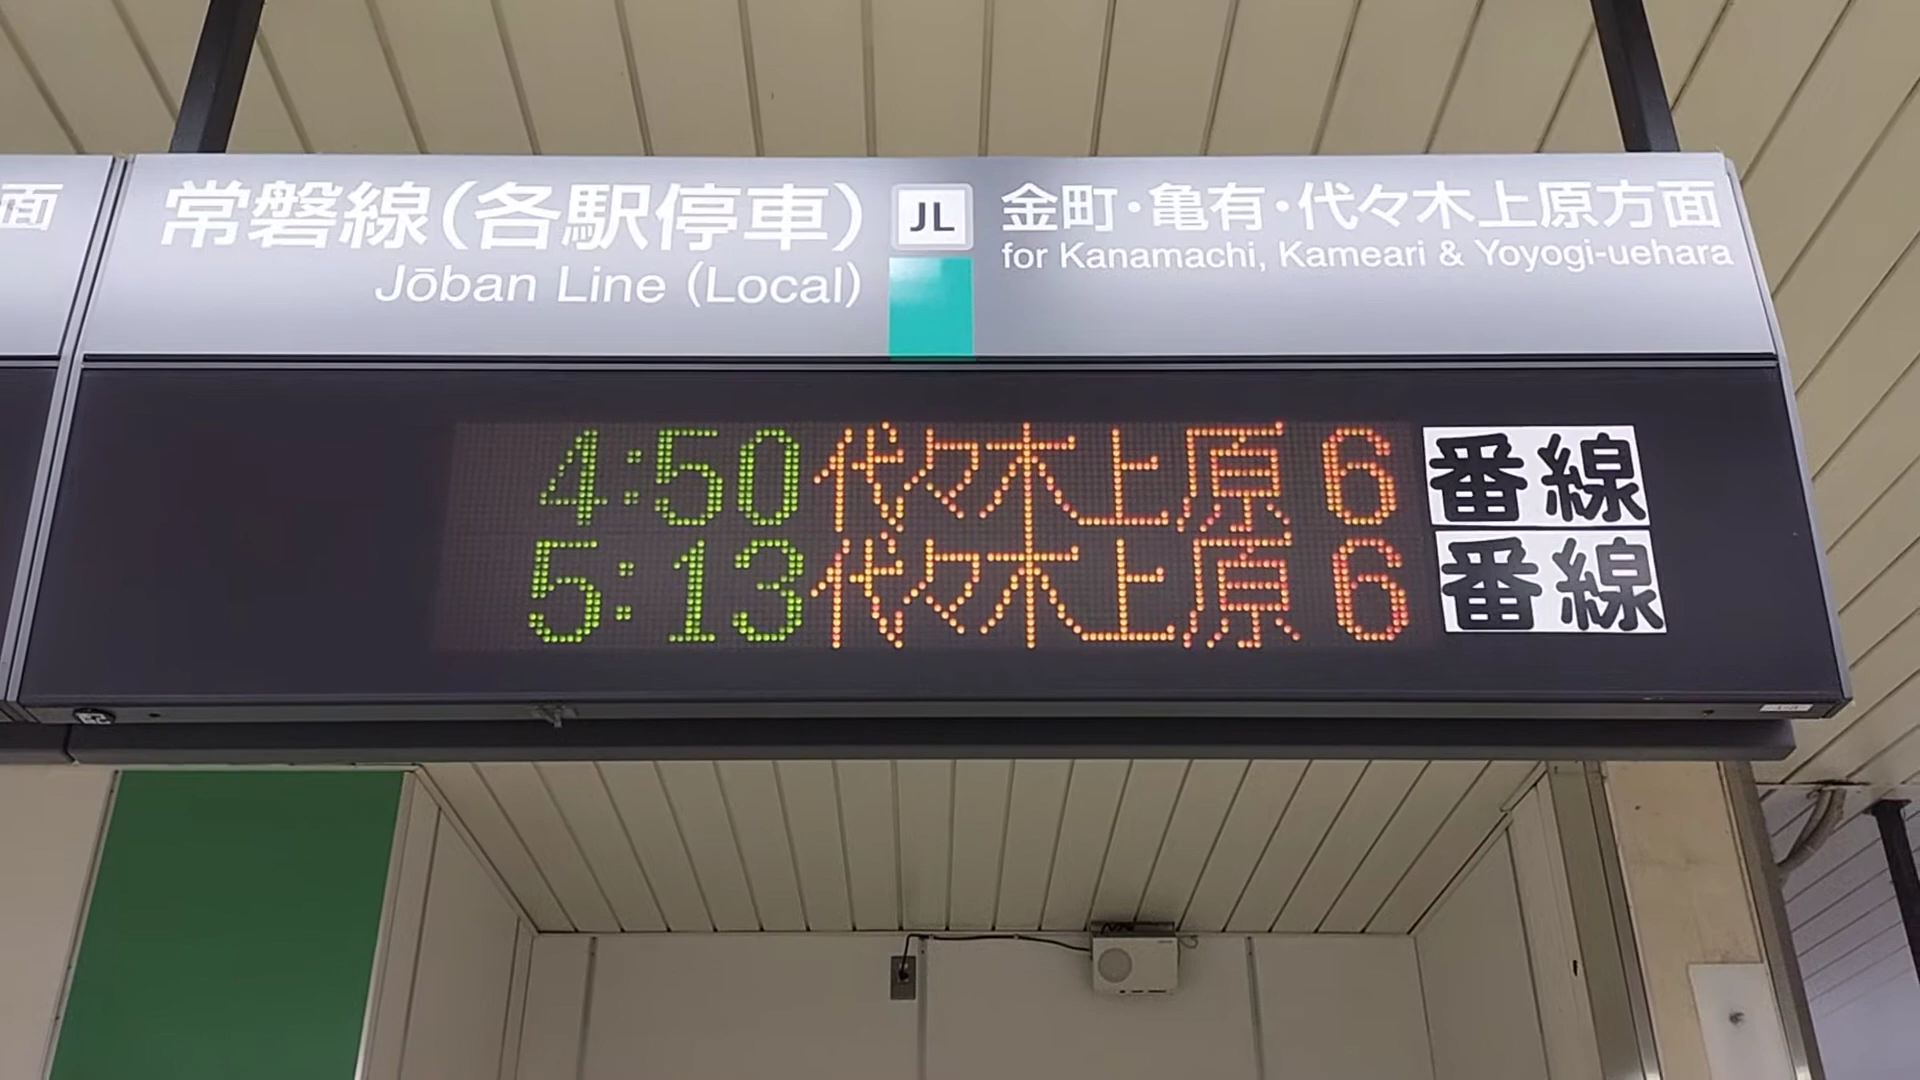 面
常磐線(各駅停車)
Jōban Line (Local)
JL
金町・亀有・代々木上原方面
for Kanamachi, Kameari & Yoyogi-uehara
4:50 代々木上原 6 番線
5:13 代々木上原 6 番線